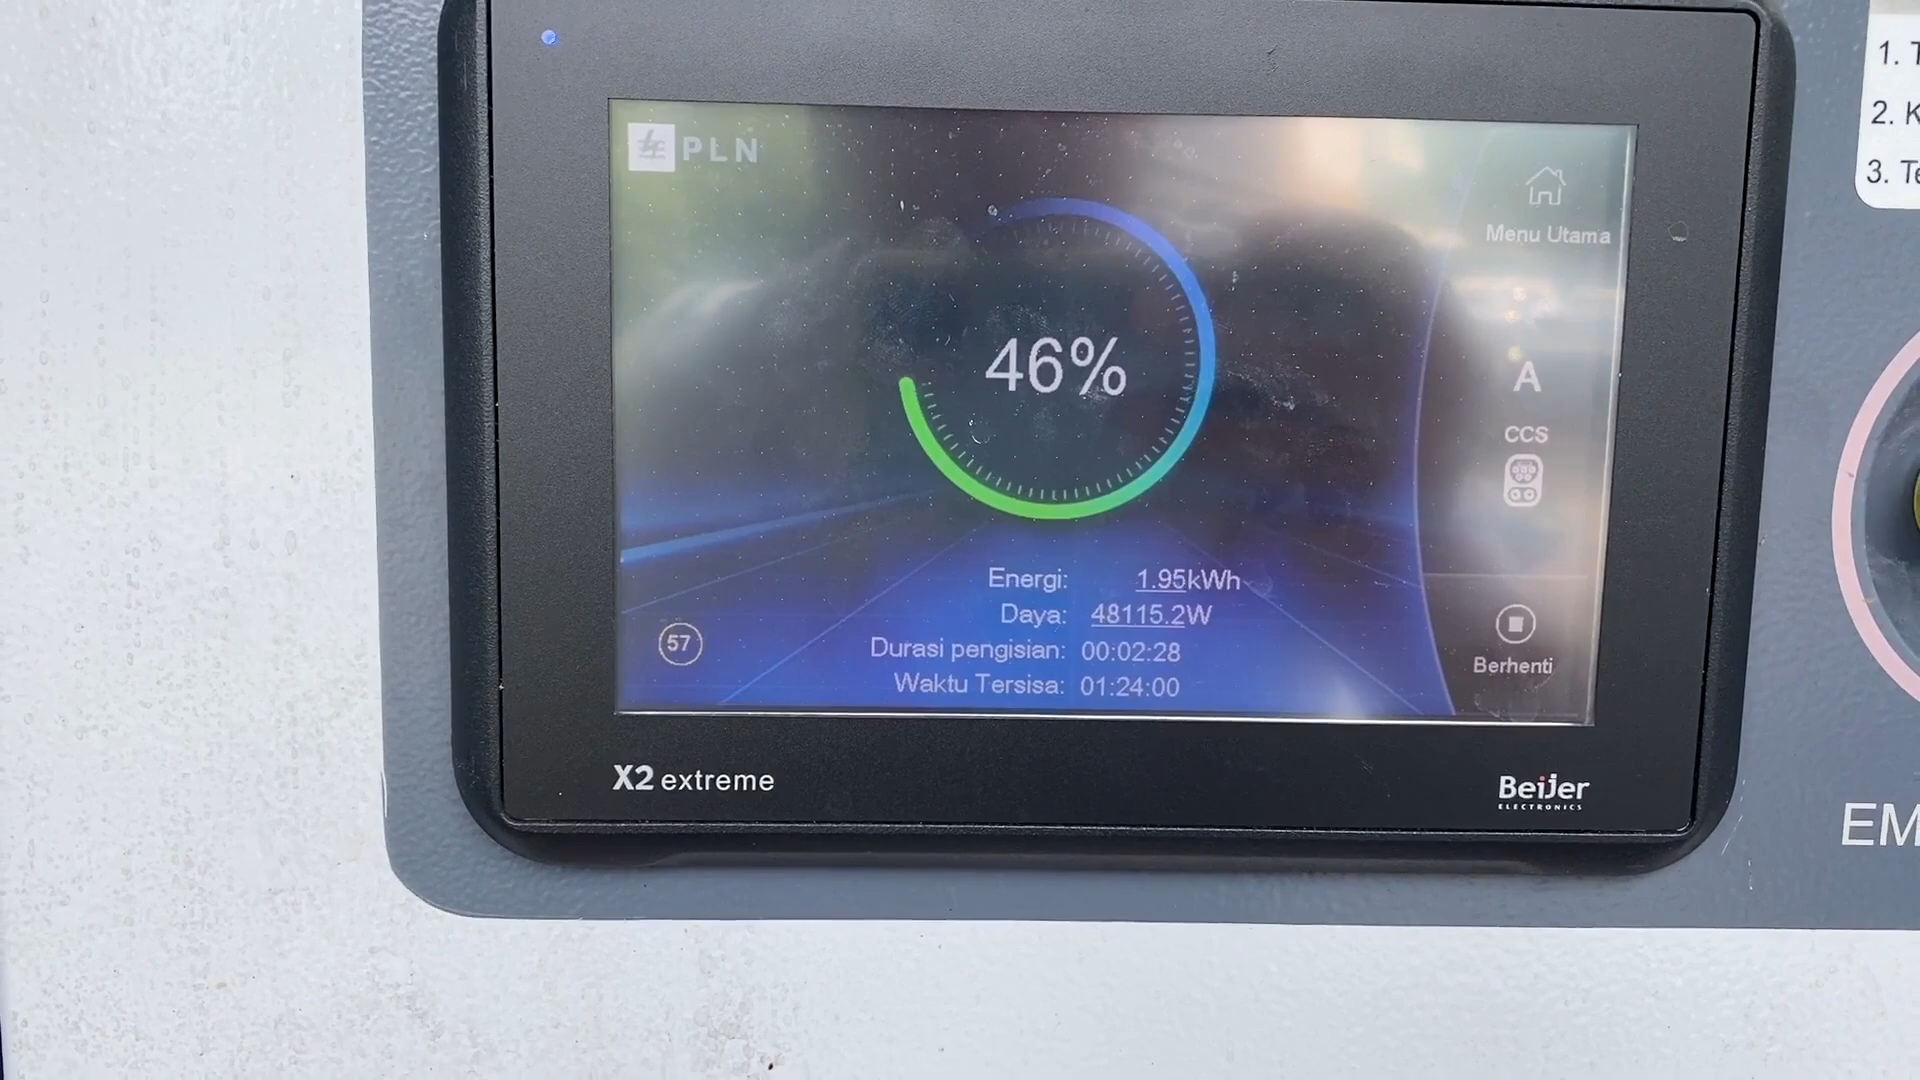 PLN
Menu Utama
46%
A
CCS
Energi: 1.95kWh
Daya: 48115.2W
Durasi pengisian: 00:02:28
Waktu Tersisa: 01:24:00
57
Berhenti
X2 extreme
Beijer
ELECTRONICS
1. T
2. K
3. Te
EM